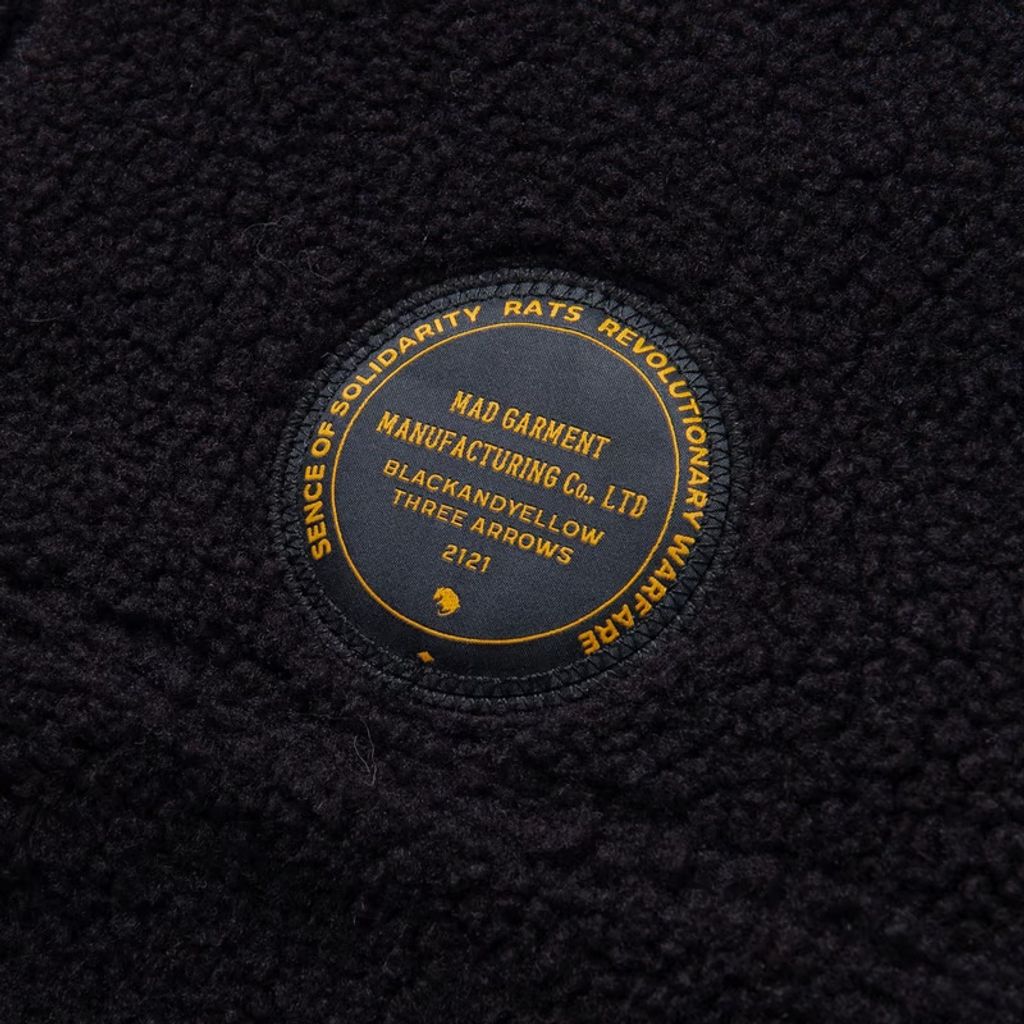 SENCE OF SOLIDARITY RATS REVOLUTIONARY WARFARE
MAD GARMENT
MANUFACTURING Co., LTD
BLACKANDYELLOW
THREE ARROWS
2121